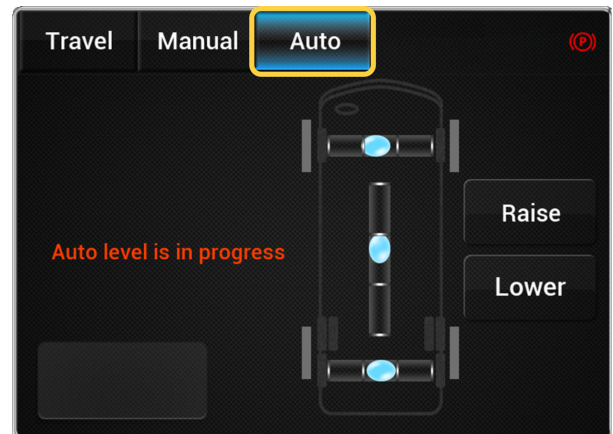 Travel
Manual
Auto
(P)
Auto level is in progress
Raise
Lower